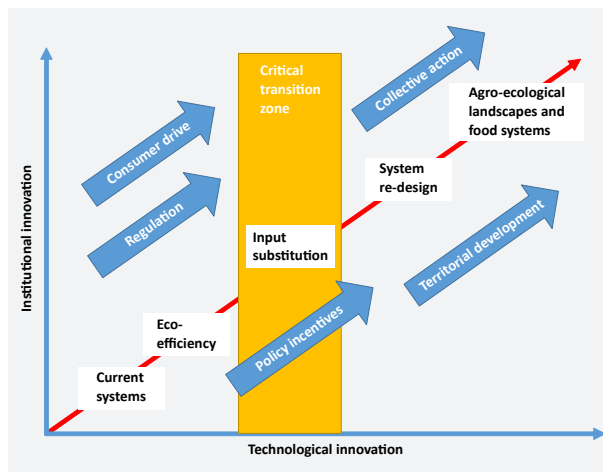 Critical
transition
zone
Collective action
Agro-ecological
landscapes and
food systems
Consumer drive
System
re-design
Regulation
Input
substitution
Territorial development
Institutional innovation
Eco-
efficiency
Policy incentives
Current
systems
Technological innovation